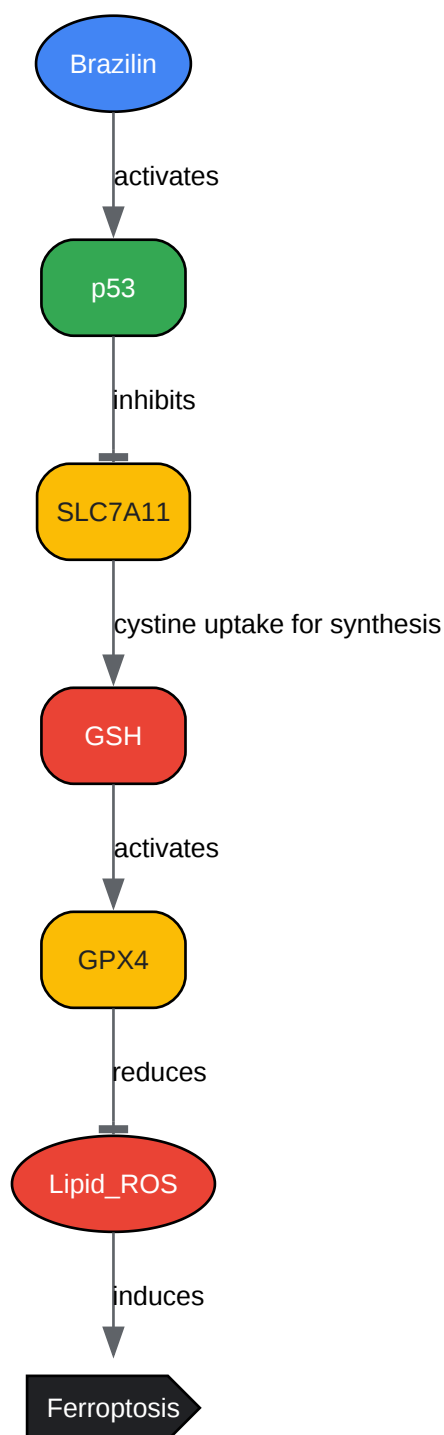 Brazilin
activates
p53
inhibits
SLC7A11
cystine uptake for synthesis
GSH
activates
GPX4
reduces
Lipid_ROS
induces
Ferroptosis